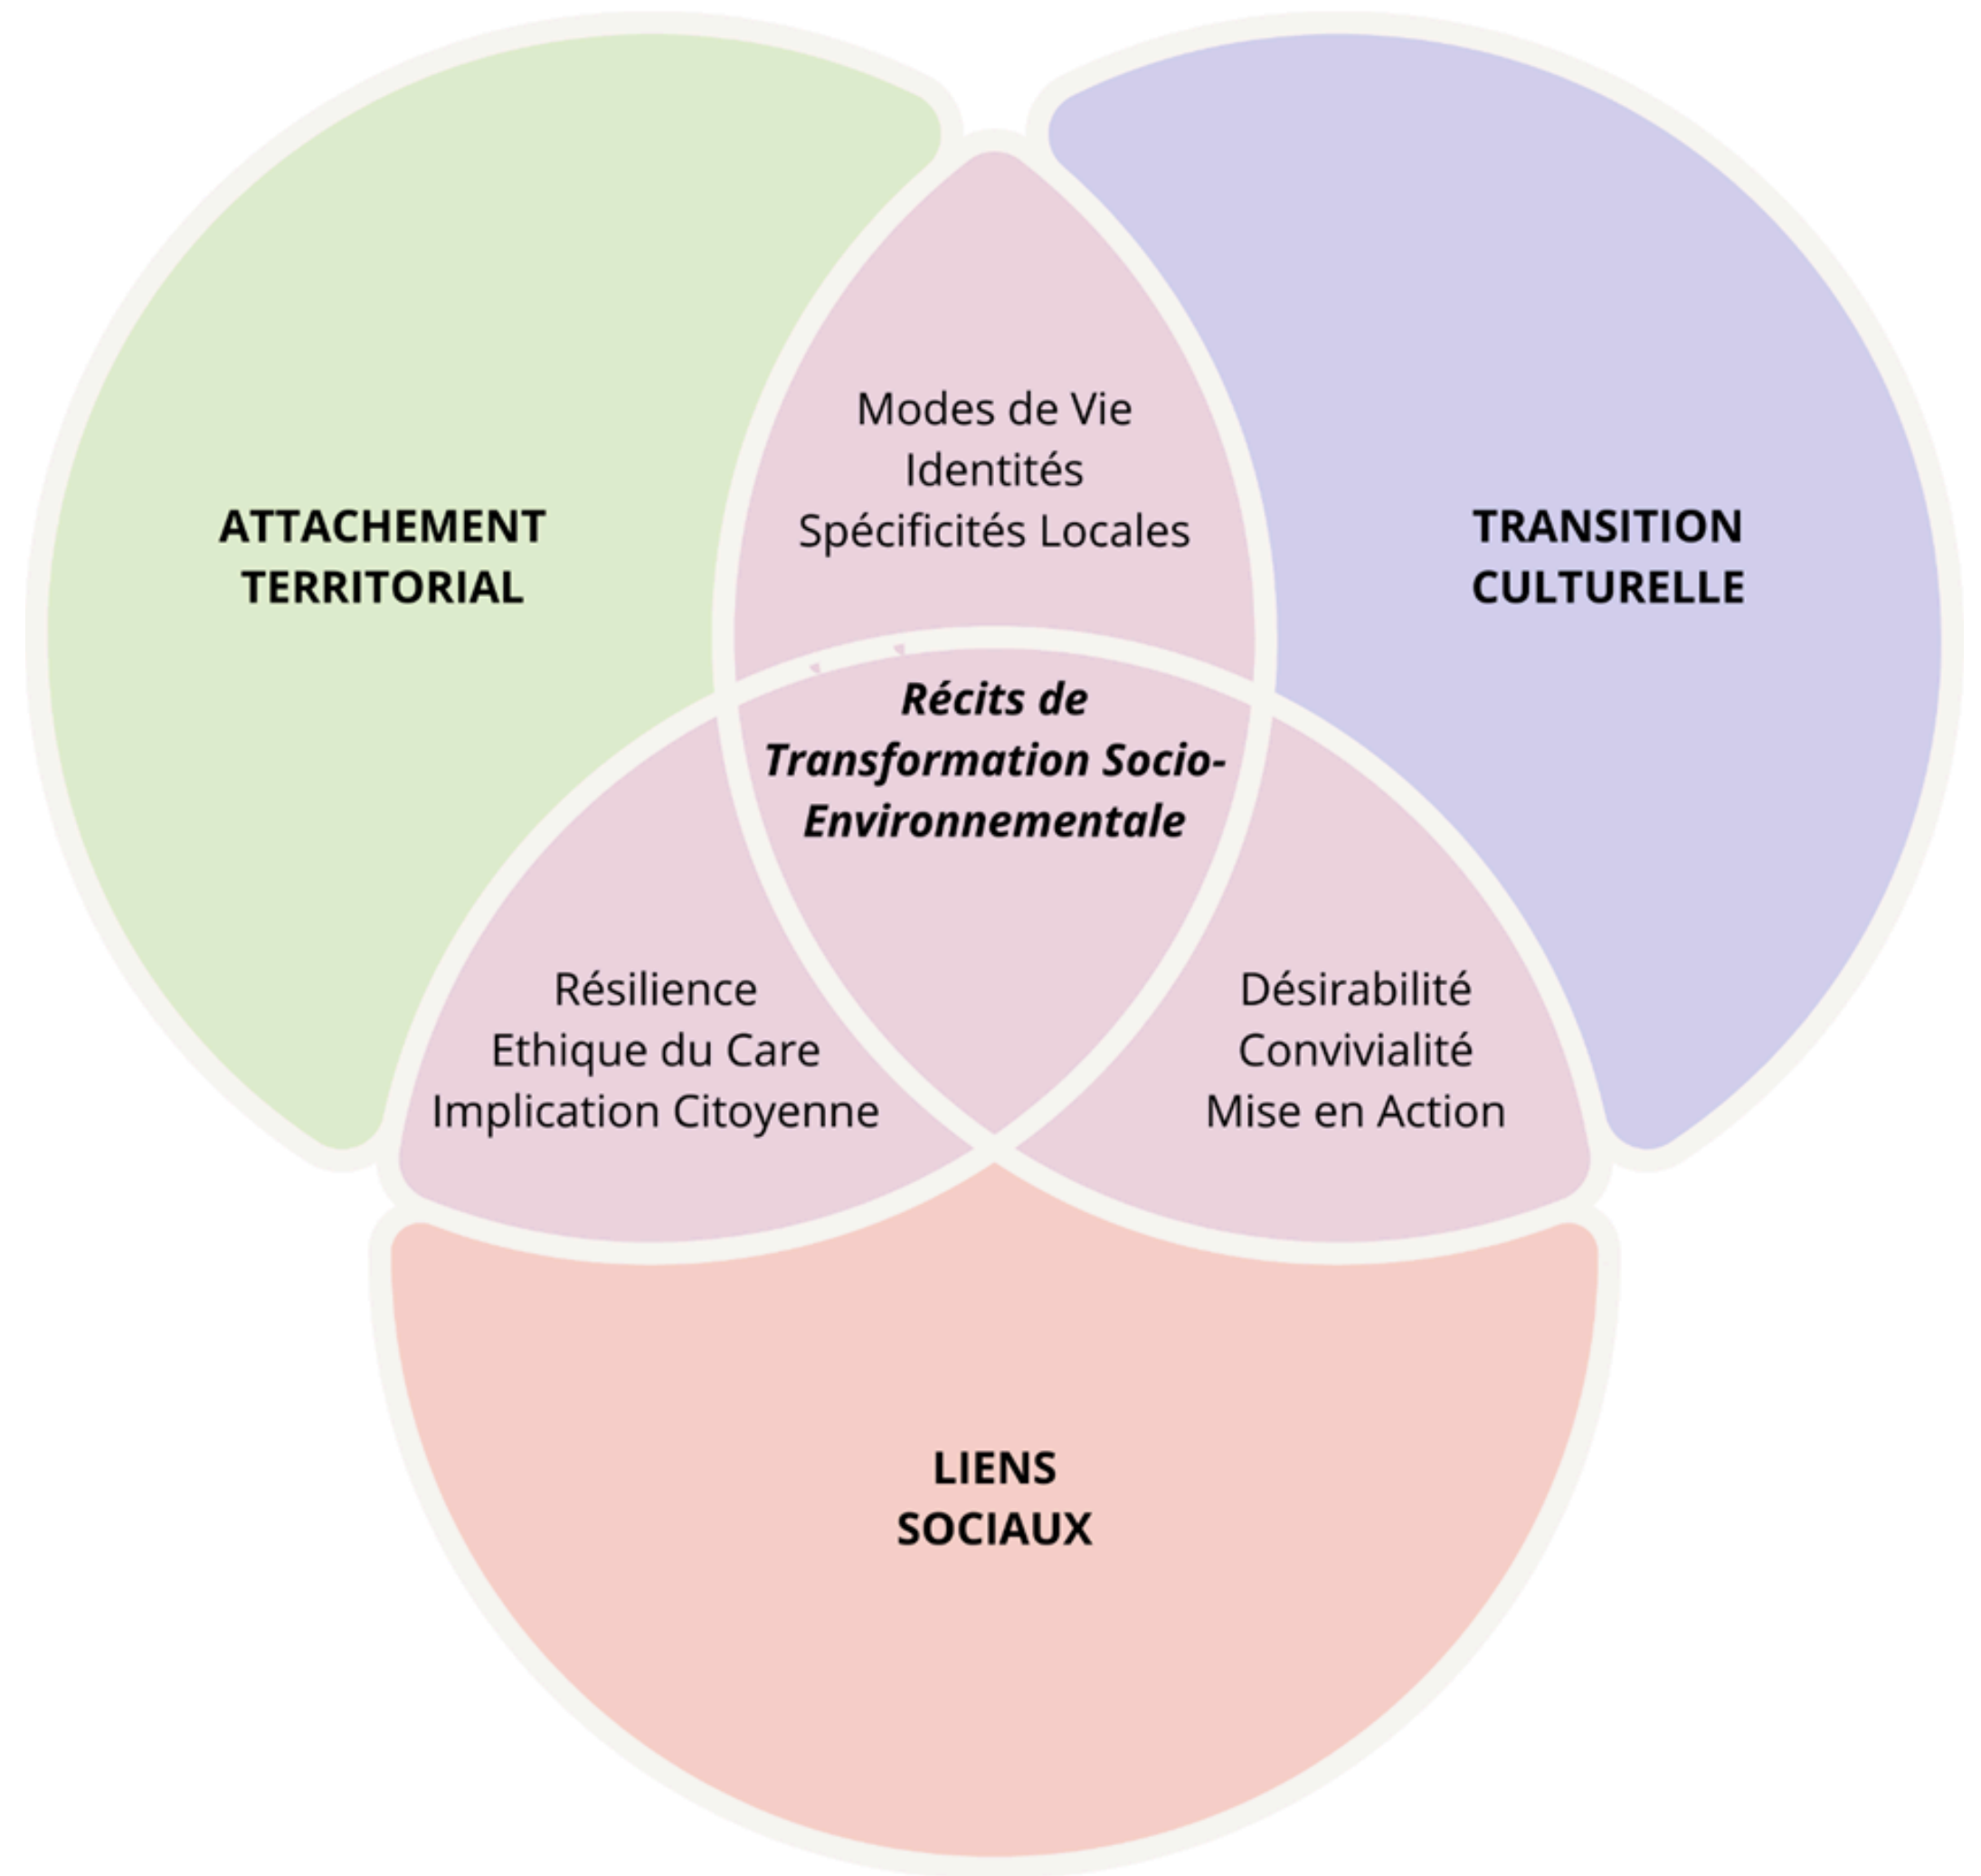 Modes de Vie
Identités
Spécificités Locales
ATTACHEMENT
TERRITORIAL
TRANSITION
CULTURELLE
Récits de
Transformation Socio-
Environnementale
Résilience
Ethique du Care
Implication Citoyenne
Désirabilité
Convivialité
Mise en Action
LIENS
SOCIAUX